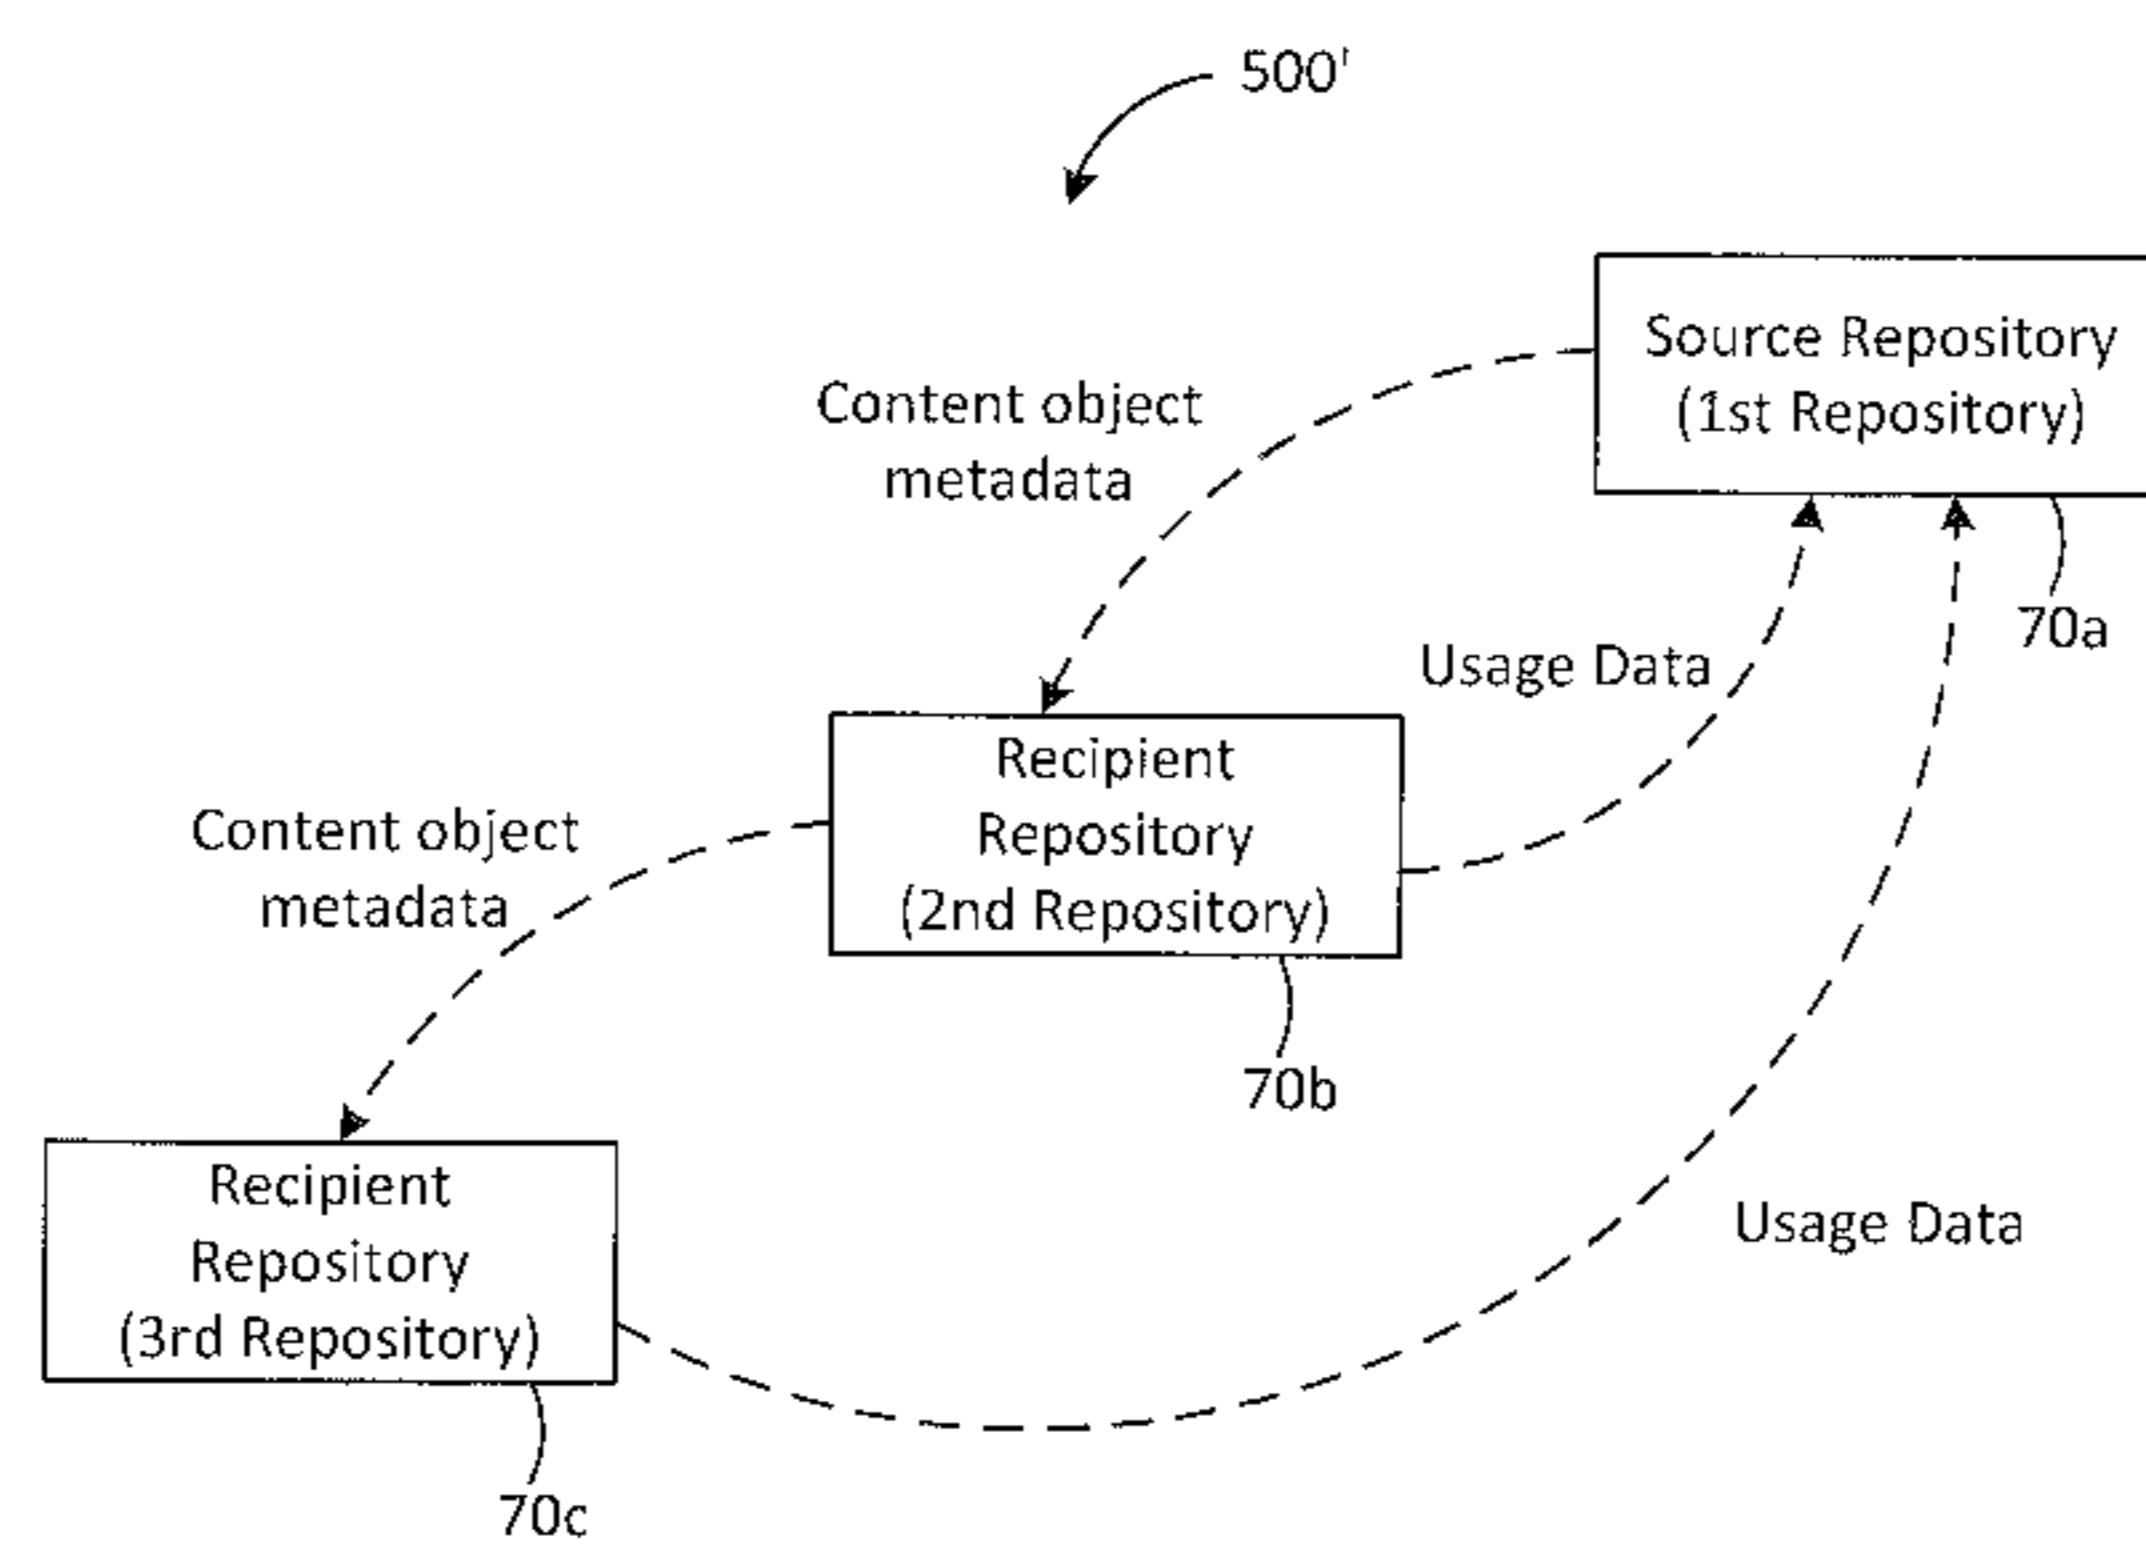 500'
Source Repository
(1st Repository)
Content object
metadata
70a
Usage Data
Recipient
Repository
(2nd Repository)
Content object
metadata
70b
Recipient
Repository
(3rd Repository)
Usage Data
70c